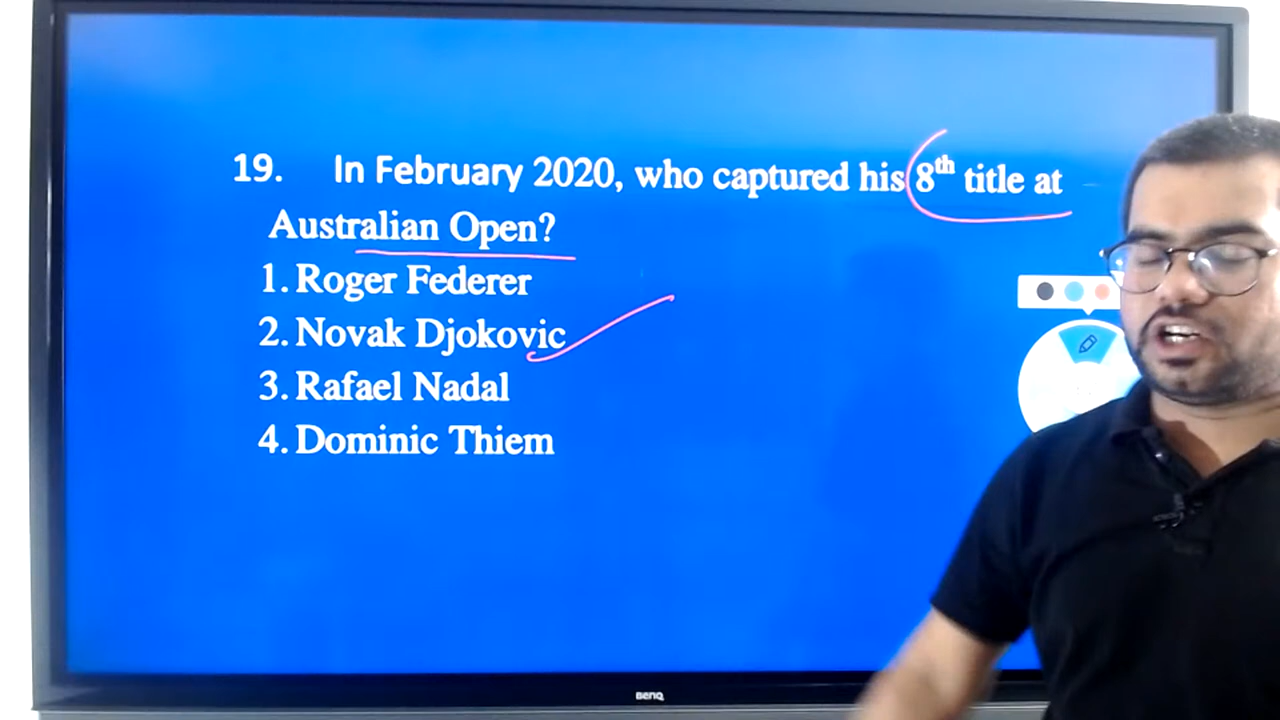 19. In February 2020, who captured his 8th title at
Australian Open?
1. Roger Federer
2. Novak Djokovic
3. Rafael Nadal
4. Dominic Thiem
BenQ